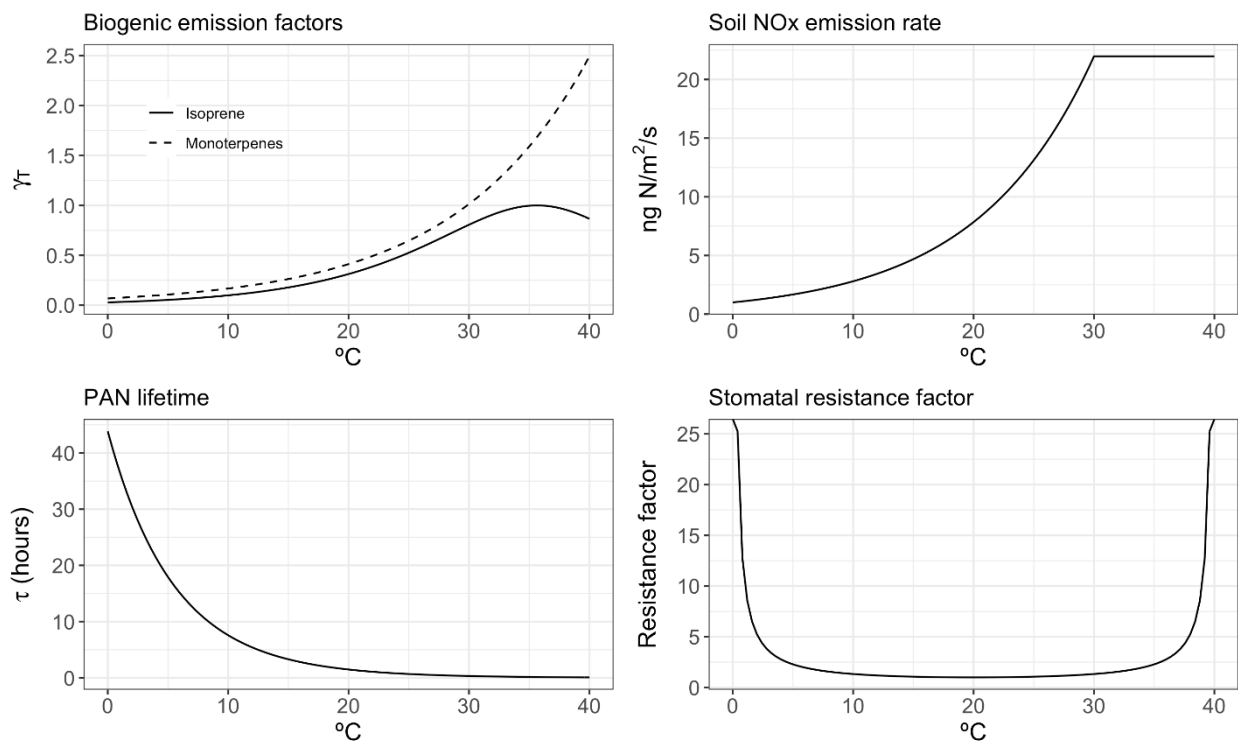 Biogenic emission factors
2.5
2.0
1.5
1.0
0.5
0.0
γT
Isoprene
Monoterpenes
0 10 20 30 40
ºC
Soil NOx emission rate
20
15
10
5
0
ng N/m²/s
0 10 20 30 40
ºC
PAN lifetime
40
30
20
10
0
τ (hours)
0 10 20 30 40
ºC
Stomatal resistance factor
25
20
15
10
5
0
Resistance factor
0 10 20 30 40
ºC